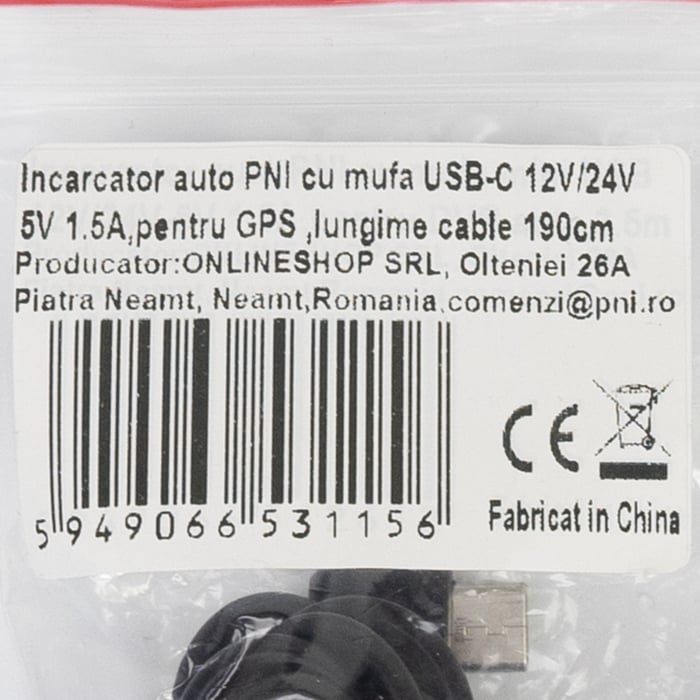 Incarcator auto PNI cu mufa USB-C 12V/24V
5V 1.5A,pentru GPS ,lungime cable 190cm
Producator:ONLINESHOP SRL, Olteniei 26A
Piatra Neamt, Neamt,Romania,comenzi@pni.ro
CE
5 949066 531156
Fabricat in China